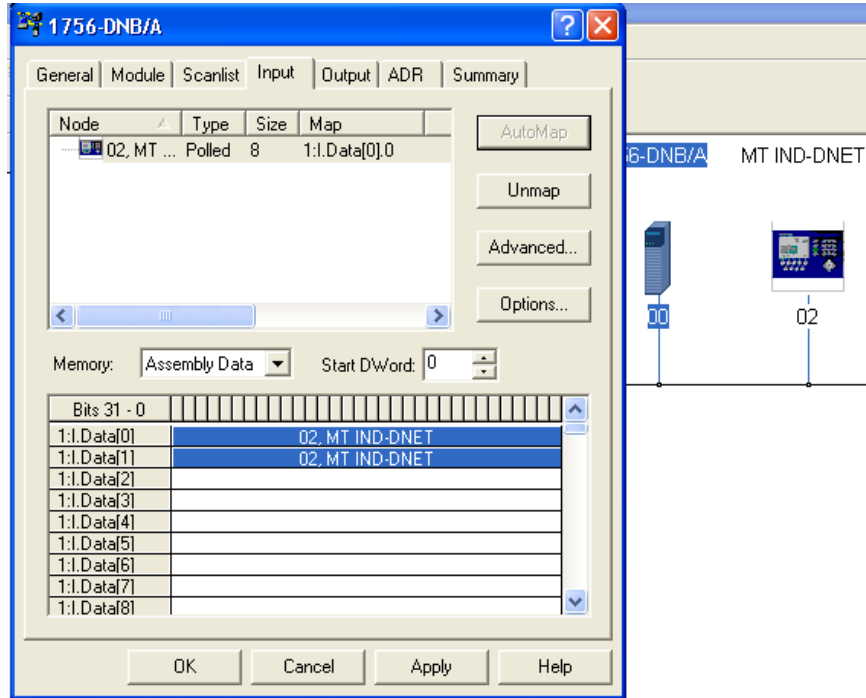 1756-DNB/A
General Module Scanlist Input Output ADR Summary
Node Type Size Map
02, MT ... Polled 8 1:I.Data[0].0
AutoMap
Unmap
Advanced...
Options...
Memory: Assembly Data Start DWord: 0
Bits 31 - 0
1:I.Data[0] 02, MT IND-DNET
1:I.Data[1] 02, MT IND-DNET
1:I.Data[2]
1:I.Data[3]
1:I.Data[4]
1:I.Data[5]
1:I.Data[6]
1:I.Data[7]
1:I.Data[8]
OK Cancel Apply Help
6-DNB/A MT IND-DNET
00 02